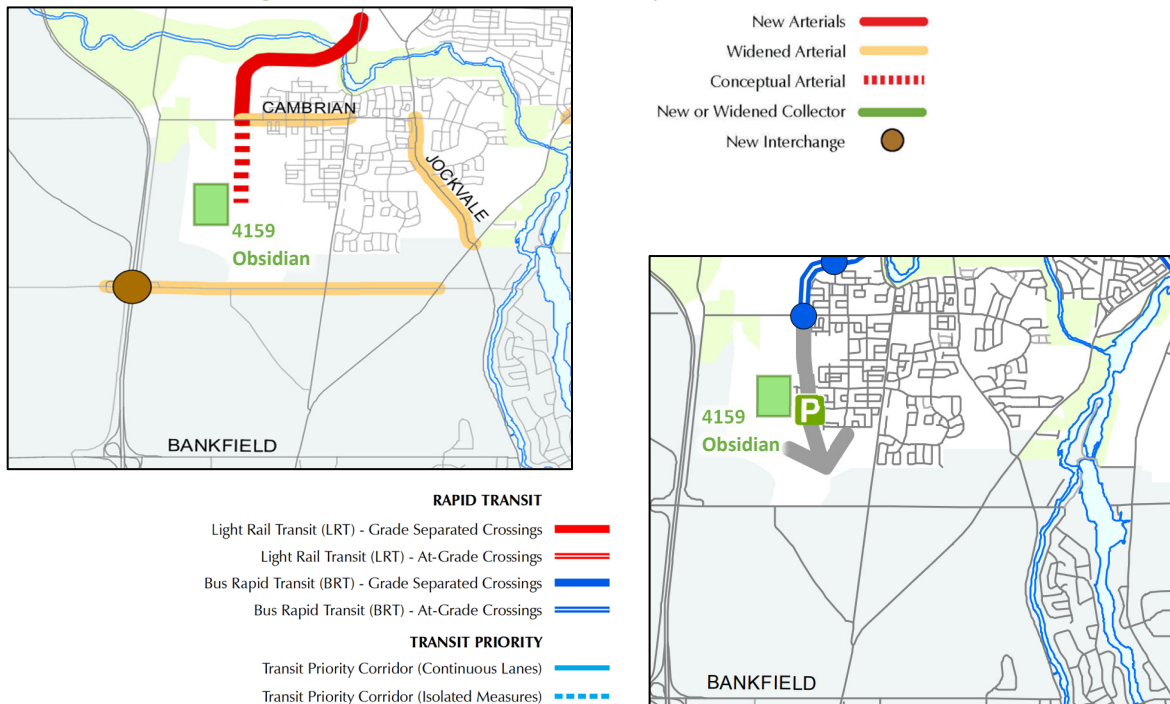 New Arterials
Widened Arterial
Conceptual Arterial
New or Widened Collector
New Interchange
CAMBRIAN
JOCKVALE
4159
Obsidian
BANKFIELD
P
4159
Obsidian
BANKFIELD
RAPID TRANSIT
Light Rail Transit (LRT) - Grade Separated Crossings
Light Rail Transit (LRT) - At-Grade Crossings
Bus Rapid Transit (BRT) - Grade Separated Crossings
Bus Rapid Transit (BRT) - At-Grade Crossings
TRANSIT PRIORITY
Transit Priority Corridor (Continuous Lanes)
Transit Priority Corridor (Isolated Measures)